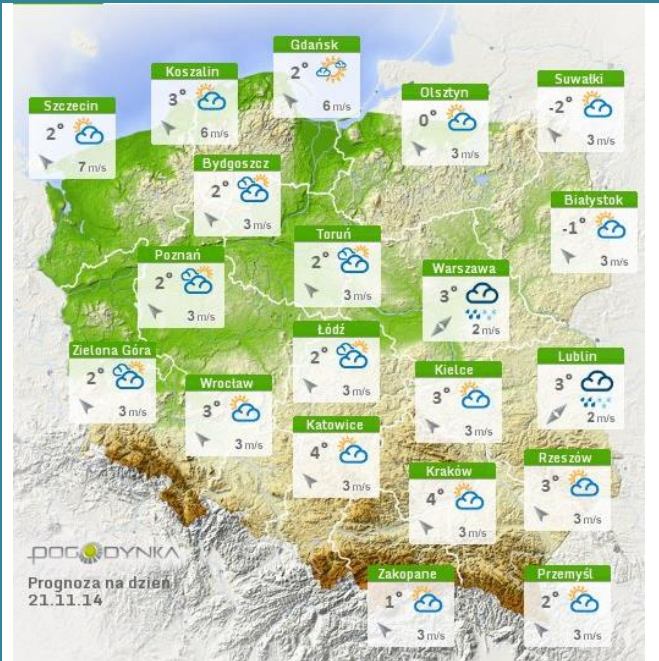 Gdańsk
2°
6 m/s
Koszalin
3°
6 m/s
Suwałki
-2°
3 m/s
Olsztyn
0°
3 m/s
Szczecin
2°
7 m/s
Bydgoszcz
2°
3 m/s
Białystok
-1°
3 m/s
Toruń
2°
3 m/s
Poznań
2°
3 m/s
Warszawa
3°
2 m/s
Łódź
2°
3 m/s
Zielona Góra
2°
3 m/s
Lublin
3°
2 m/s
Kielce
3°
3 m/s
Wrocław
3°
3 m/s
Katowice
4°
3 m/s
Rzeszów
3°
3 m/s
Kraków
4°
3 m/s
POGODYNKA
Prognoza na dzień
21.11.14
Zakopane
1°
3 m/s
Przemyśl
2°
3 m/s